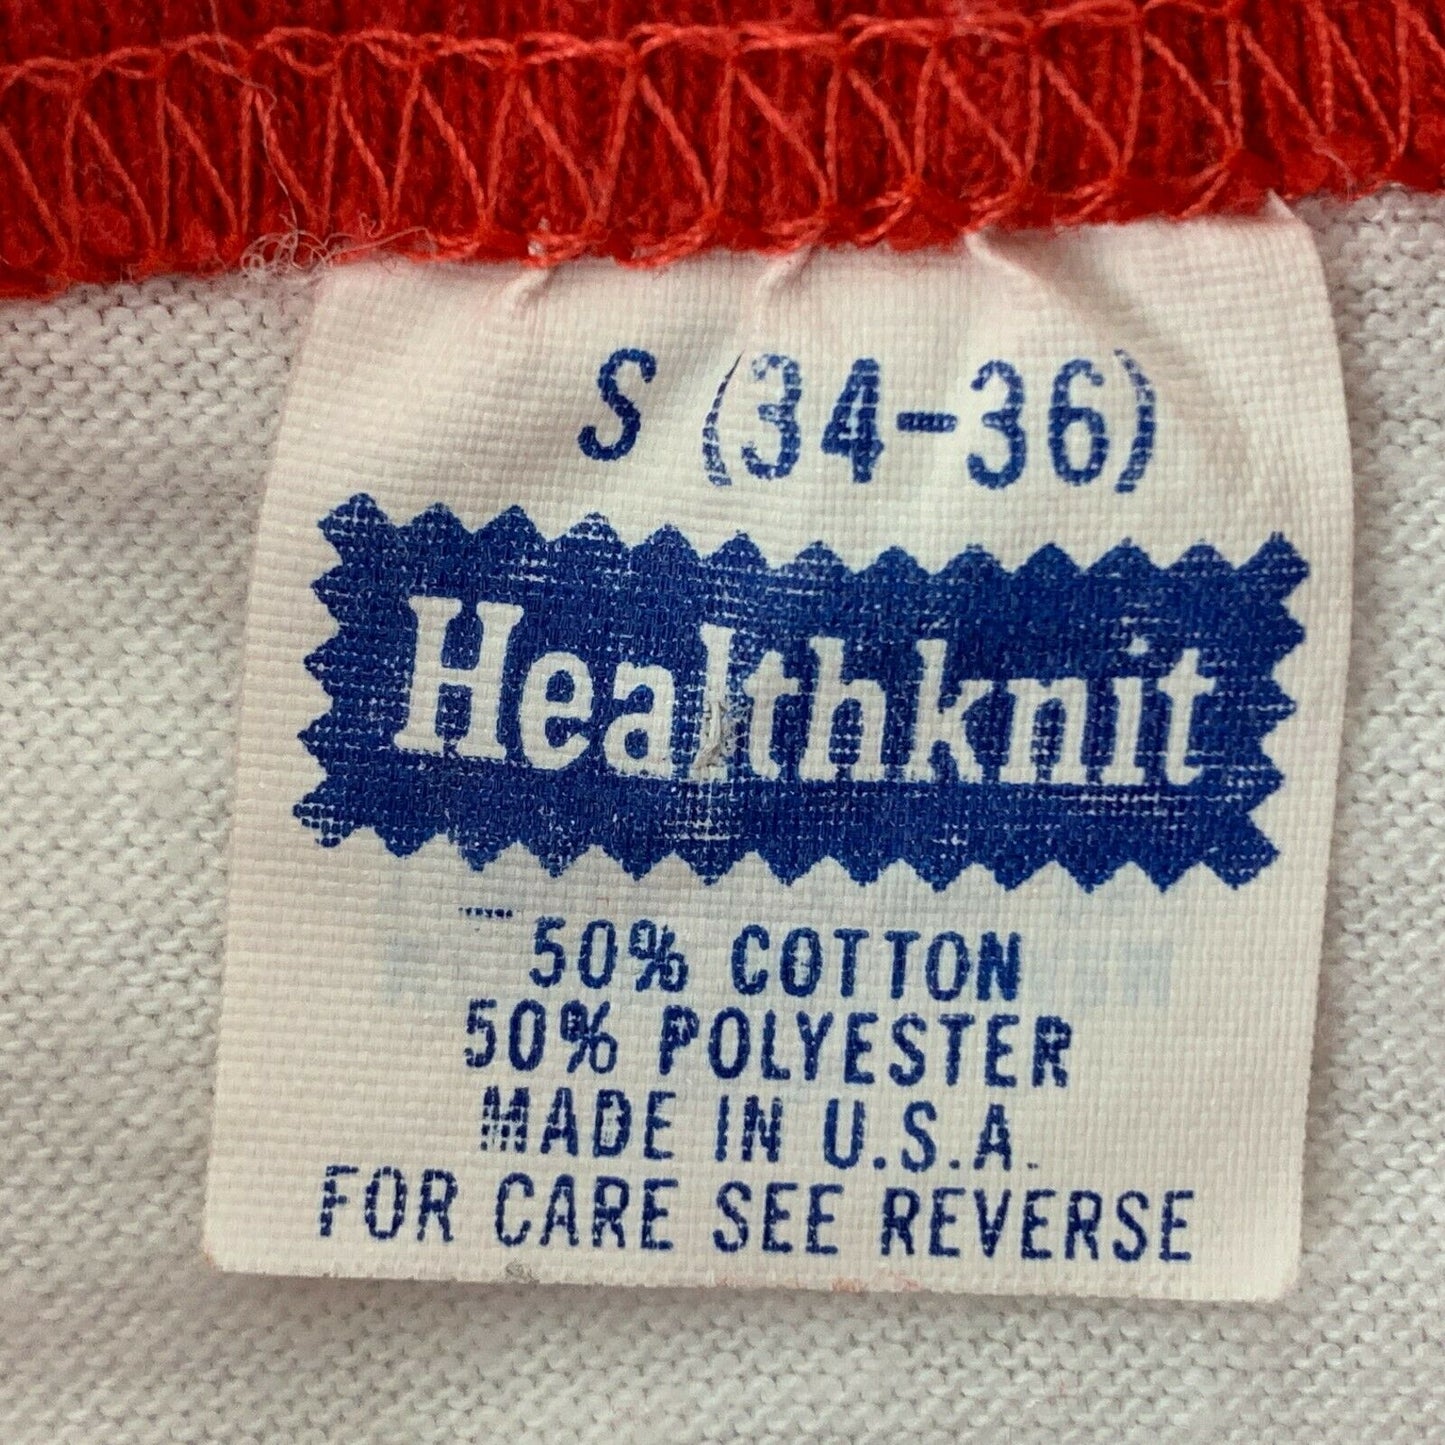 S (34-36)
Healthknit
50% COTTON
50% POLYESTER
MADE IN U.S.A.
FOR CARE SEE REVERSE